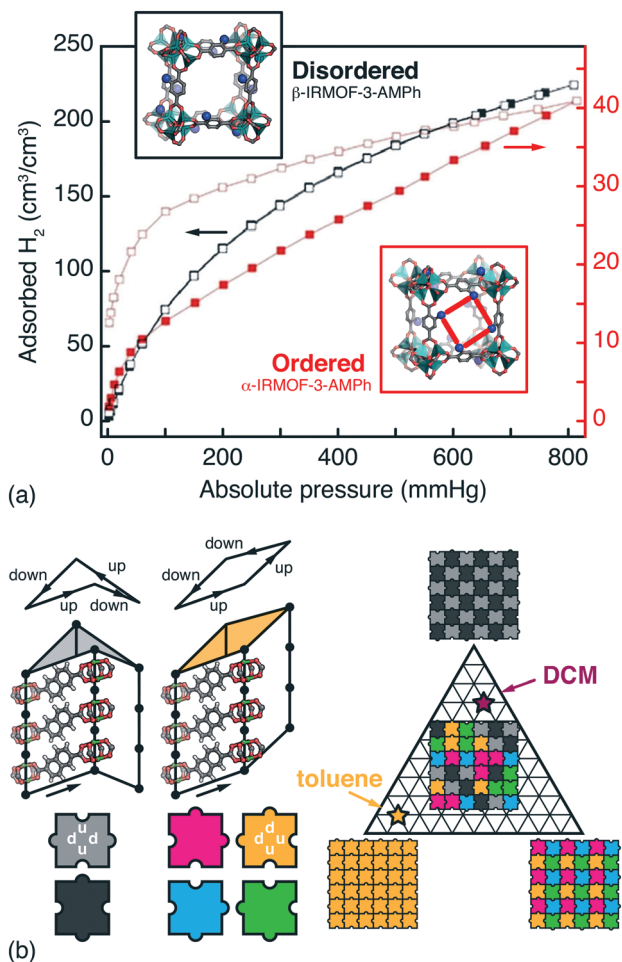 (a)
250
200
150
100
50
0
Adsorbed H2 (cm3/cm3)
Disordered
β-IRMOF-3-AMPh
40
30
20
10
0
Ordered
α-IRMOF-3-AMPh
0 200 400 600 800
Absolute pressure (mmHg)
down
up
up
down
down
up
up
down
DCM
toluene
u
d d
u
u
d d
u
(b)